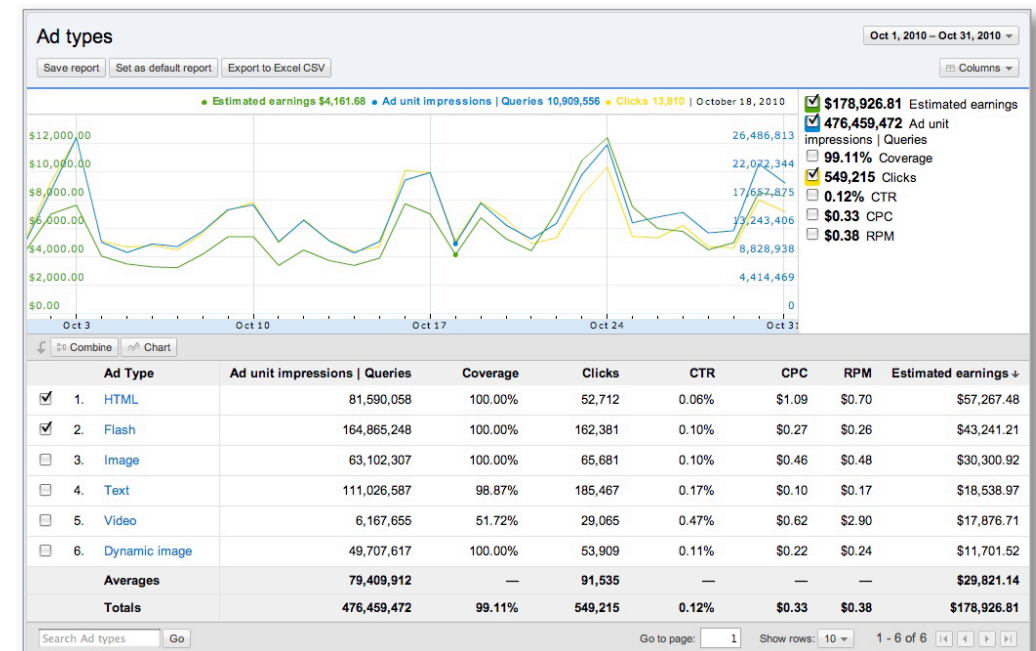 Ad types
Oct 1, 2010 – Oct 31, 2010
Save report Set as default report Export to Excel CSV Columns
Estimated earnings $4,161.68 Ad unit impressions | Queries 10,909,556 Clicks 13,810 | October 18, 2010
$178,926.81 Estimated earnings
476,459,472 Ad unit
impressions | Queries
99.11% Coverage
549,215 Clicks
0.12% CTR
$0.33 CPC
$0.38 RPM
$12,000.00 26,486,813
$10,000.00 22,072,344
$8,000.00 17,657,875
$6,000.00 13,243,406
$4,000.00 8,828,938
$2,000.00 4,414,469
$0.00 0
Oct 3 Oct 10 Oct 17 Oct 24 Oct 31
Combine Chart
Ad Type Ad unit impressions | Queries Coverage Clicks CTR CPC RPM Estimated earnings
1. HTML 81,590,058 100.00% 52,712 0.06% $1.09 $0.70 $57,267.48
2. Flash 164,865,248 100.00% 162,381 0.10% $0.27 $0.26 $43,241.21
3. Image 63,102,307 100.00% 65,681 0.10% $0.46 $0.48 $30,300.92
4. Text 111,026,587 98.87% 185,467 0.17% $0.10 $0.17 $18,538.97
5. Video 6,167,655 51.72% 29,065 0.47% $0.62 $2.90 $17,876.71
6. Dynamic image 49,707,617 100.00% 53,909 0.11% $0.22 $0.24 $11,701.52
Averages 79,409,912 — 91,535 — — — $29,821.14
Totals 476,459,472 99.11% 549,215 0.12% $0.33 $0.38 $178,926.81
Search Ad types Go Go to page: 1 Show rows: 10 1 - 6 of 6